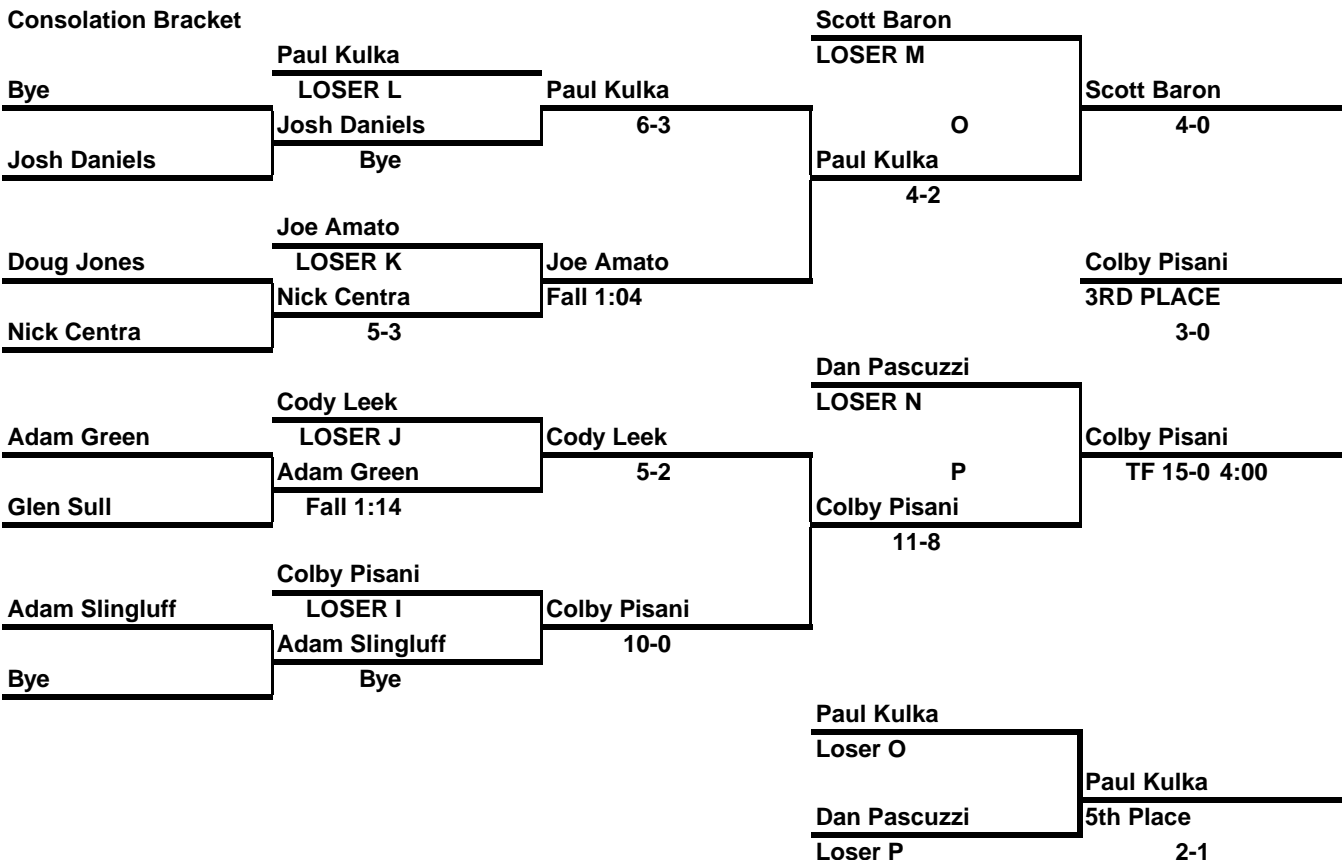 Consolation Bracket
Scott Baron
Paul Kulka
LOSER M
Bye
LOSER L
Paul Kulka
Scott Baron
Josh Daniels
6-3
O
4-0
Josh Daniels
Bye
Paul Kulka
4-2
Joe Amato
Doug Jones
LOSER K
Joe Amato
Colby Pisani
Nick Centra
Fall 1:04
3RD PLACE
Nick Centra
5-3
3-0
Dan Pascuzzi
Cody Leek
LOSER N
Adam Green
LOSER J
Cody Leek
Colby Pisani
Adam Green
5-2
P
TF 15-0 4:00
Glen Sull
Fall 1:14
Colby Pisani
11-8
Colby Pisani
Adam Slingluff
LOSER I
Colby Pisani
Adam Slingluff
10-0
Bye
Bye
Paul Kulka
Loser O
Paul Kulka
Dan Pascuzzi
5th Place
Loser P
2-1